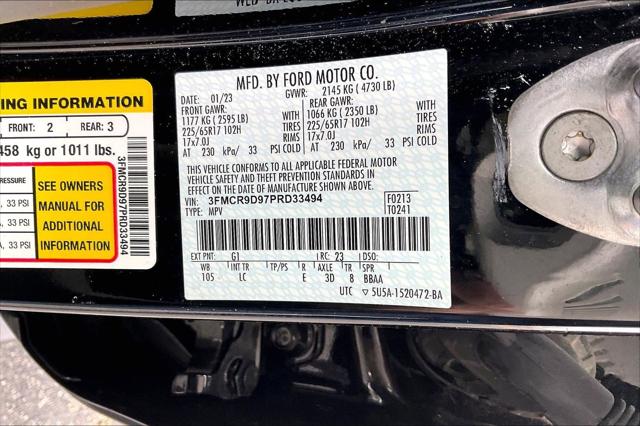 ING INFORMATION
FRONT: 2 REAR: 3
458 kg or 1011 lbs.
PRESSURE
A, 33 PSI
A, 33 PSI
A, 33 PSI
SEE OWNERS
MANUAL FOR
ADDITIONAL
INFORMATION
3FMCR9D97PRD33494
MFD. BY FORD MOTOR CO.
DATE: 01/23 GVWR: 2145 KG ( 4730 LB)
FRONT GAWR: REAR GAWR:
1177 KG ( 2595 LB) WITH 1066 KG ( 2350 LB) WITH
225/65R17 102H TIRES 225/65R17 102H TIRES
17x7.0J RIMS 17x7.0J RIMS
AT 230 kPa/ 33 PSI COLD AT 230 kPa/ 33 PSI COLD
THIS VEHICLE CONFORMS TO ALL APPLICABLE FEDERAL MOTOR
VEHICLE SAFETY AND THEFT PREVENTION STANDARDS IN
EFFECT ON THE DATE OF MANUFACTURE SHOWN ABOVE.
VIN: 3FMCR9D97PRD33494 F0213
TYPE: MPV T0241
EXT PNT: G1 RC: 23 DSO:
WB INT TR TP/PS R AXLE TR SPR
105 LC E 3D 8 BBAA
UTC ▽ 5U5A-1520472-BA